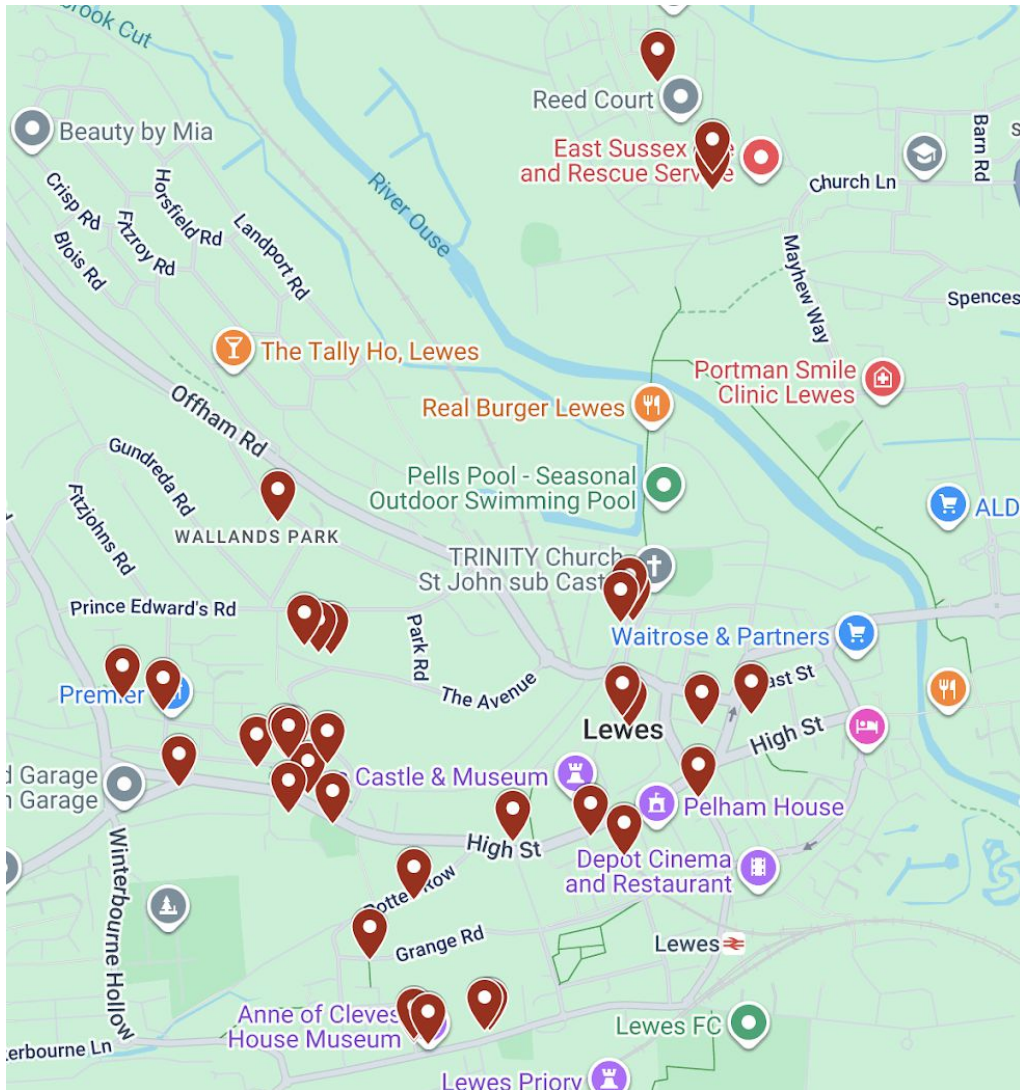 rook Cut
Reed Court
Beauty by Mia
East Sussex
and Rescue Service
Church Ln
Barn Rd
River Ouse
Crisp Rd
Horsfield Rd
Fitzroy Rd
Blois Rd
Landport Rd
Mayhew Way
Spences
The Tally Ho, Lewes
Portman Smile
Clinic Lewes
Offham Rd
Real Burger Lewes
Gundreda Rd
Pells Pool - Seasonal
Outdoor Swimming Pool
Fitzjohns Rd
ALD
WALLANDS PARK
TRINITY Church
St John sub Cast
Prince Edward's Rd
Park Rd
Waitrose & Partners
Premier
The Avenue
ast St
Lewes
High St
d Garage
n Garage
Castle & Museum
Pelham House
High St
Depot Cinema
and Restaurant
Winterbourne Hollow
Rotten Row
Grange Rd
Lewes
Anne of Cleves
House Museum
Lewes FC
terbourne Ln
Lewes Priory